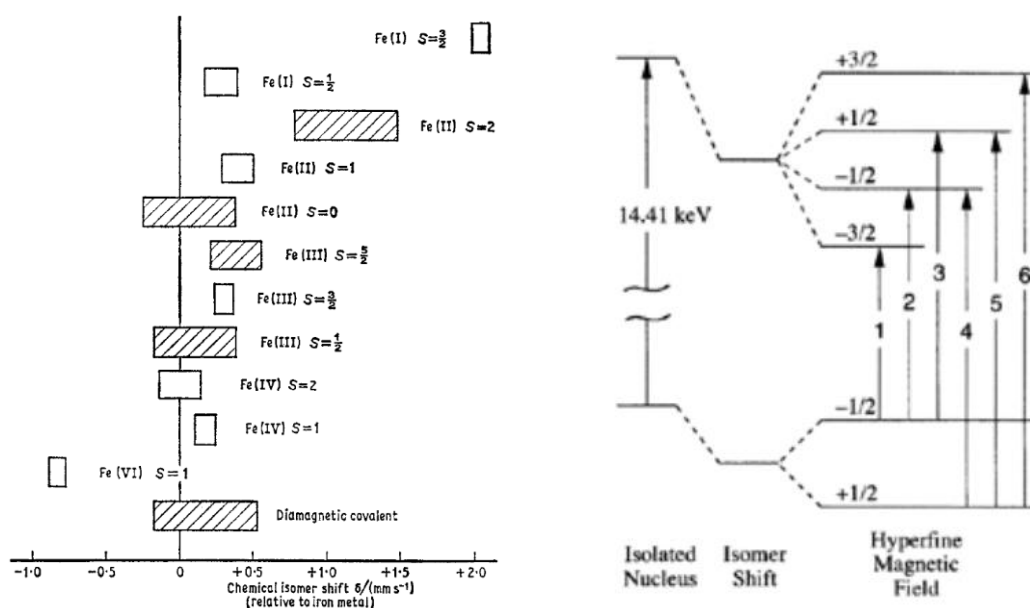 Fe(I) S=3/2
Fe(I) S=1/2
Fe(II) S=2
Fe(II) S=1
Fe(II) S=0
Fe(III) S=5/2
Fe(III) S=3/2
Fe(III) S=1/2
Fe(IV) S=2
Fe(IV) S=1
Fe(VI) S=1
Diamagnetic covalent
-1·0 0 +0·5 +1·0 +1·5 +2·0
Chemical isomer shift δ/(mm s⁻¹)
(relative to iron metal)
+3/2
+1/2
−1/2
−3/2
14.41 keV
1 2 3 4 5 6
−1/2
+1/2
Isolated
Nucleus
Isomer
Shift
Hyperfine
Magnetic
Field